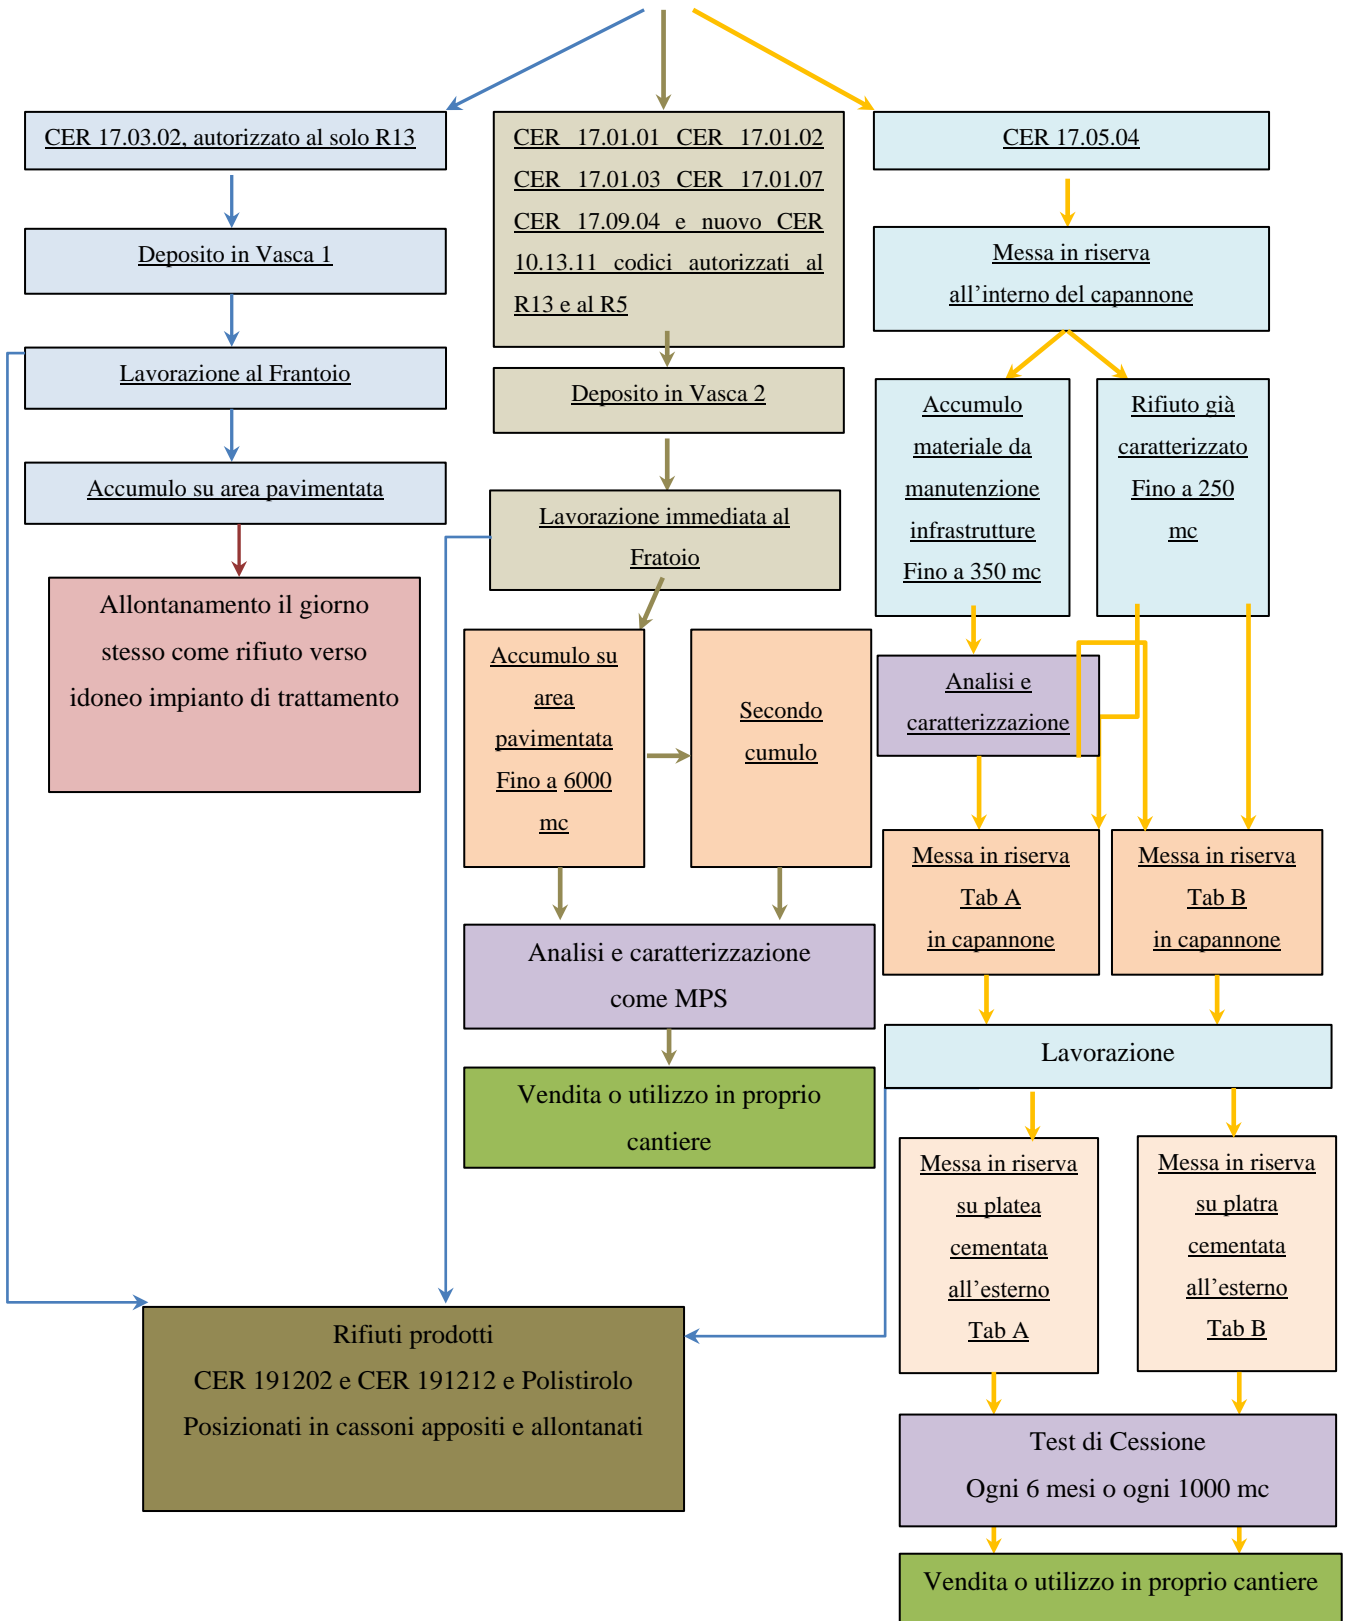 CER 17.03.02, autorizzato al solo R13
Deposito in Vasca 1
Lavorazione al Frantoio
Accumulo su area pavimentata
Allontanamento il giorno
stesso come rifiuto verso
idoneo impianto di trattamento
CER 17.01.01 CER 17.01.02
CER 17.01.03 CER 17.01.07
CER 17.09.04 e nuovo CER
10.13.11 codici autorizzati al
R13 e al R5
Deposito in Vasca 2
Lavorazione immediata al
Fratoio
Accumulo su
area
pavimentata
Fino a 6000
mc
Secondo
cumulo
Analisi e caratterizzazione
come MPS
Vendita o utilizzo in proprio
cantiere
CER 17.05.04
Messa in riserva
all’interno del capannone
Accumulo
materiale da
manutenzione
infrastrutture
Fino a 350 mc
Rifiuto già
caratterizzato
Fino a 250
mc
Analisi e
caratterizzazione
Messa in riserva
Tab A
in capannone
Messa in riserva
Tab B
in capannone
Lavorazione
Messa in riserva
su platea
cementata
all’esterno
Tab A
Messa in riserva
su platra
cementata
all’esterno
Tab B
Test di Cessione
Ogni 6 mesi o ogni 1000 mc
Vendita o utilizzo in proprio cantiere
Rifiuti prodotti
CER 191202 e CER 191212 e Polistirolo
Posizionati in cassoni appositi e allontanati